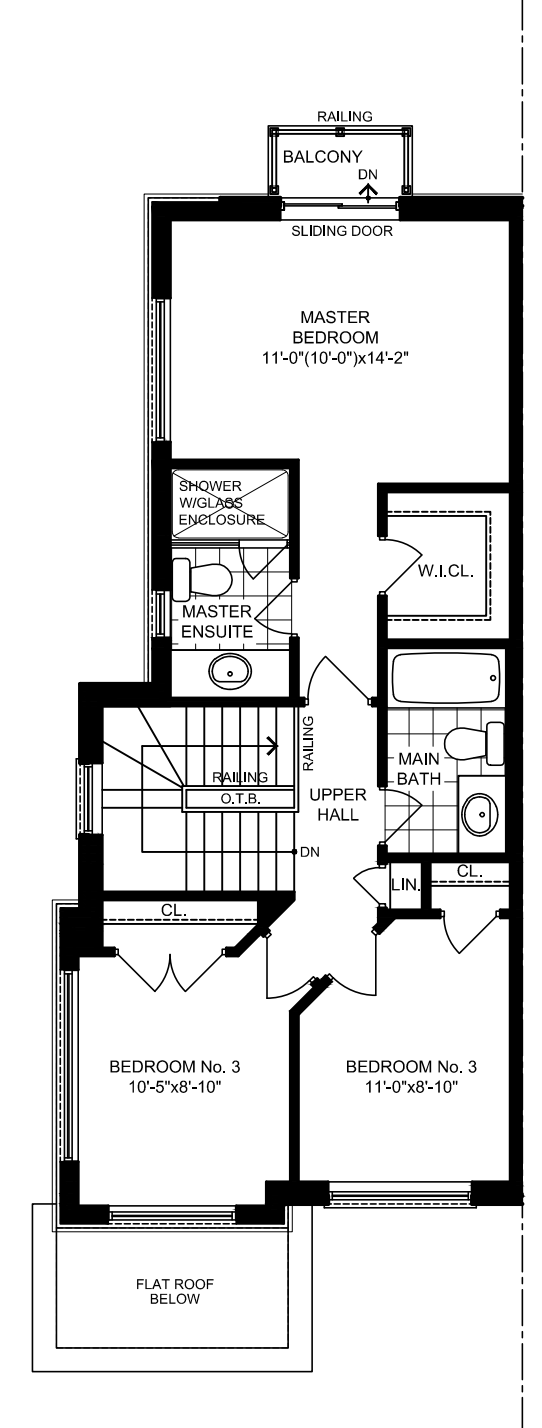 RAILING
BALCONY
DN
SLIDING DOOR
MASTER
BEDROOM
11'-0"(10'-0")x14'-2"
SHOWER
W/GLASS
ENCLOSURE
W.I.CL.
MASTER
ENSUITE
RAILING
MAIN
BATH
RAILING
O.T.B.
UPPER
HALL
DN
LIN.
CL.
CL.
BEDROOM No. 3
10'-5"x8'-10"
BEDROOM No. 3
11'-0"x8'-10"
FLAT ROOF
BELOW